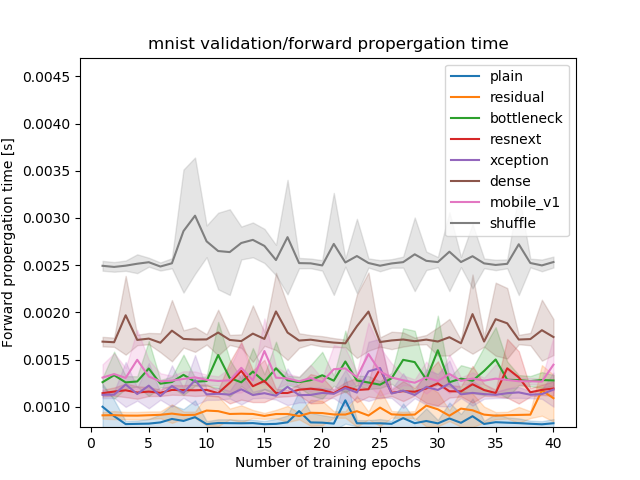 mnist validation/forward propergation time
Forward propergation time [s]
0.0045
0.0040
0.0035
0.0030
0.0025
0.0020
0.0015
0.0010
plain
residual
bottleneck
resnext
xception
dense
mobile_v1
shuffle
0 5 10 15 20 25 30 35 40
Number of training epochs